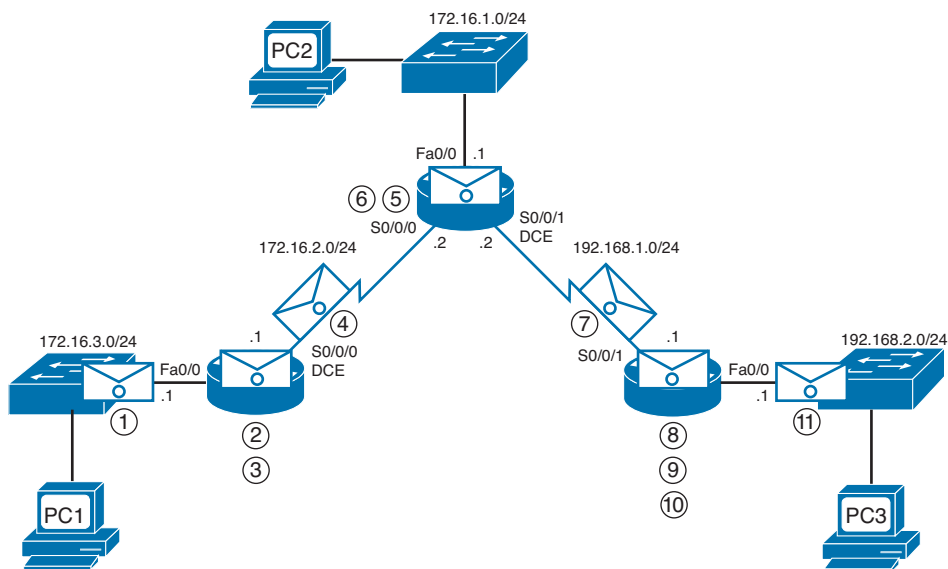 172.16.1.0/24
PC2
Fa0/0 .1
6 5
S0/0/0
.2 .2
S0/0/1
DCE
172.16.2.0/24
192.168.1.0/24
4
7
172.16.3.0/24
.1
S0/0/0
DCE
S0/0/1
.1
192.168.2.0/24
Fa0/0
.1
Fa0/0
.1
1
2
3
8
9
10
11
PC1
PC3